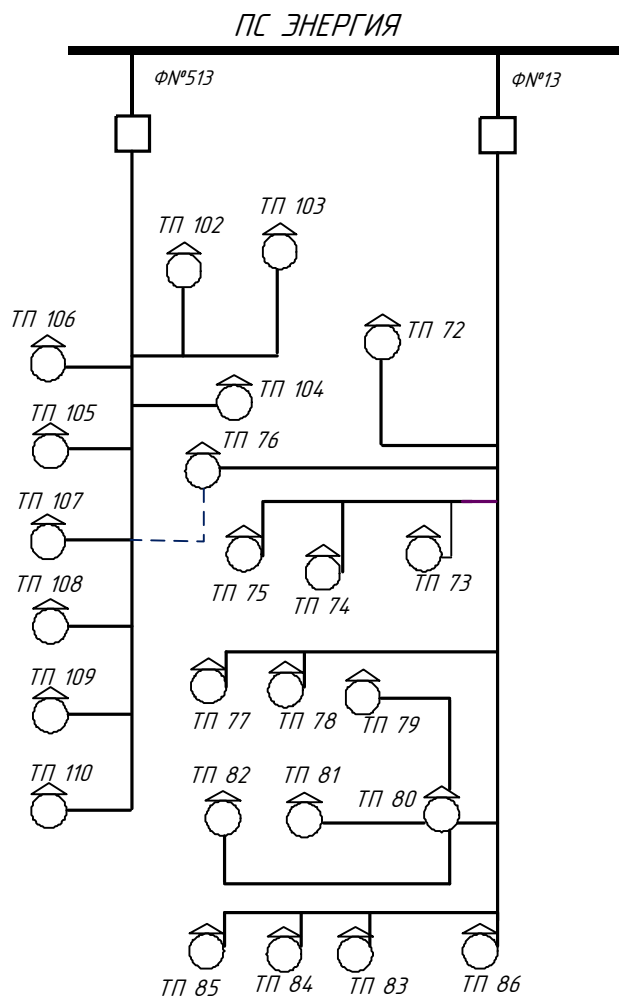 ПС ЭНЕРГИЯ
ФN°513
ФN°13
ТП 102
ТП 103
ТП 106
ТП 72
ТП 104
ТП 105
ТП 76
ТП 107
ТП 108
ТП 75
ТП 74
ТП 73
ТП 109
ТП 77
ТП 78
ТП 79
ТП 110
ТП 82
ТП 81
ТП 80
ТП 85
ТП 84
ТП 83
ТП 86